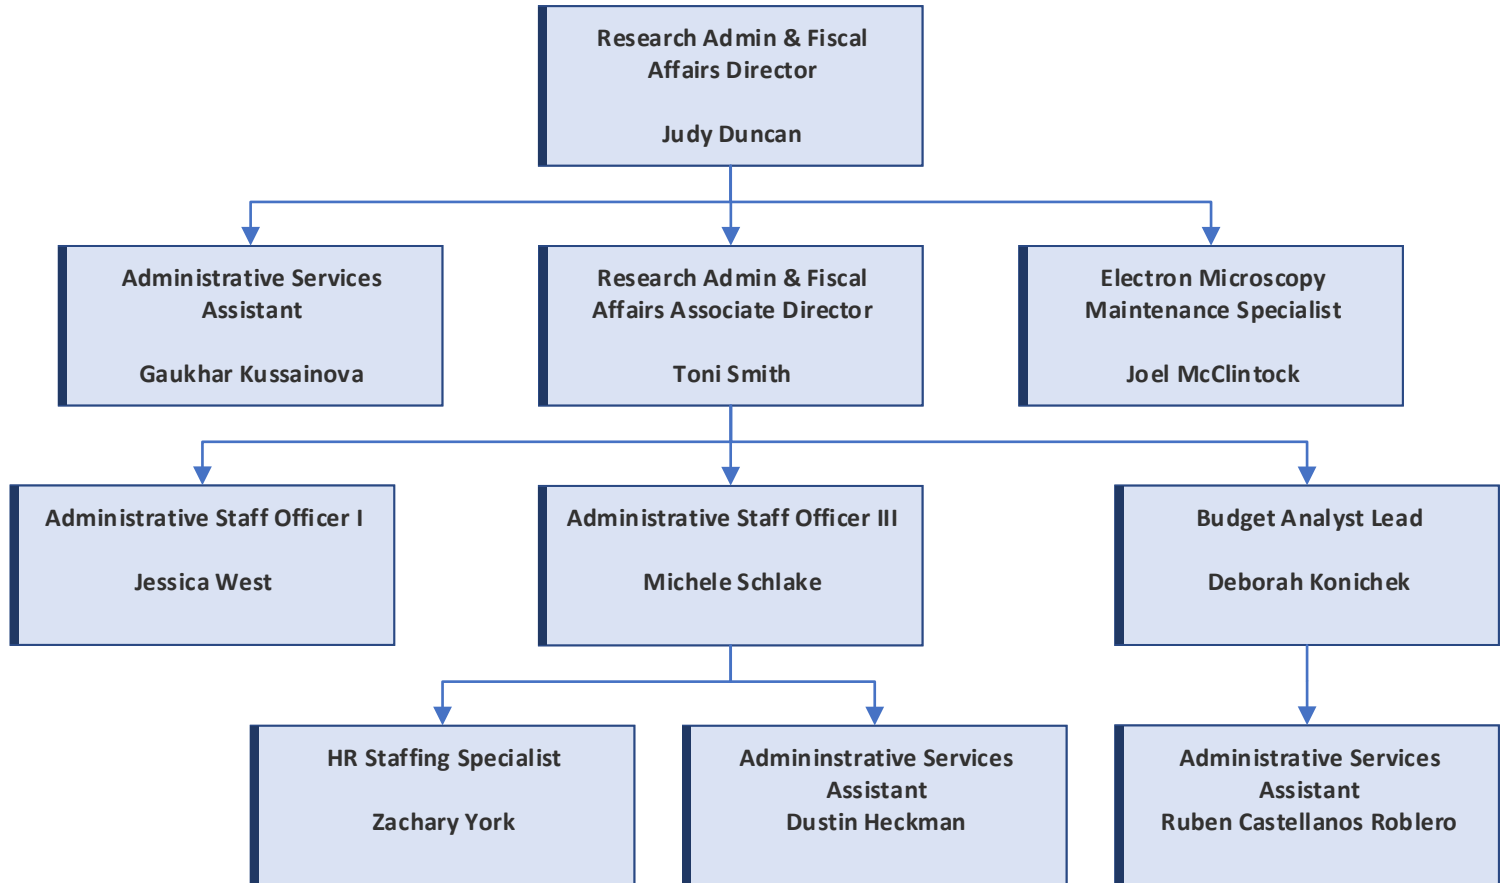 Research Admin & Fiscal
Affairs Director
Judy Duncan
Administrative Services
Assistant
Gaukhar Kussainova
Research Admin & Fiscal
Affairs Associate Director
Toni Smith
Electron Microscopy
Maintenance Specialist
Joel McClintock
Administrative Staff Officer I
Jessica West
Administrative Staff Officer III
Michele Schlake
Budget Analyst Lead
Deborah Konichek
HR Staffing Specialist
Zachary York
Admininstrative Services
Assistant
Dustin Heckman
Administrative Services
Assistant
Ruben Castellanos Roblero